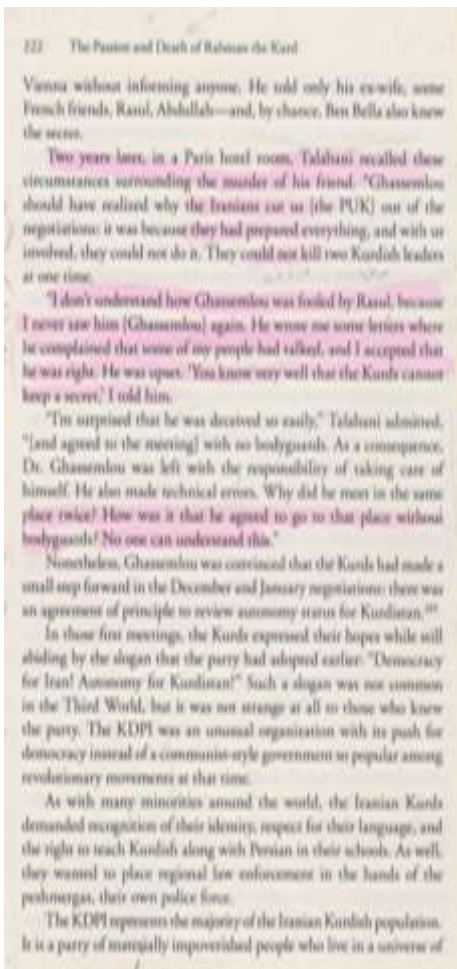 222 The Passion and Death of Rahman the Kurd
Vienna without informing anyone. He told only his ex-wife, some
French friends, Rasul, Abdullah—and, by chance, Ben Bella also knew
the secret.
Two years later, in a Paris hotel room, Talabani recalled these
circumstances surrounding the murder of his friend. "Ghassemlou
should have realized why the Iranians cut us [the PUK] out of the
negotiations: it was because they had prepared everything, and with us
involved, they could not do it. They could not kill two Kurdish leaders
at one time.
"I don't understand how Ghassemlou was fooled by Rasul, because
I never saw him [Ghassemlou] again. He wrote me some letters where
he complained that some of my people had talked, and I accepted that
he was right. He was upset. 'You know very well that the Kurds cannot
keep a secret,' I told him.
"I'm surprised that he was deceived so easily," Talabani admitted,
"[and agreed to the meeting] with no bodyguards. As a consequence,
Dr. Ghassemlou was left with the responsibility of taking care of
himself. He also made technical errors. Why did he meet in the same
place twice? How was it that he agreed to go to that place without
bodyguards? No one can understand this."
Nonetheless, Ghassemlou was convinced that the Kurds had made a
small step forward in the December and January negotiations: there was
an agreement of principle to review autonomy status for Kurdistan.
In those first meetings, the Kurds expressed their hopes while still
abiding by the slogan that the party had adopted earlier: "Democracy
for Iran! Autonomy for Kurdistan!" Such a slogan was not common
in the Third World, but it was not strange at all to those who knew
the party. The KDPI was an unusual organization with its push for
democracy instead of a communist-style government so popular among
revolutionary movements at that time.
As with many minorities around the world, the Iranian Kurds
demanded recognition of their identity, respect for their language, and
the right to teach Kurdish along with Persian in their schools. As well,
they wanted to place regional law enforcement in the hands of the
peshmergas, their own police force.
The KDPI represents the majority of the Iranian Kurdish population.
It is a party of materially impoverished people who live in a universe of